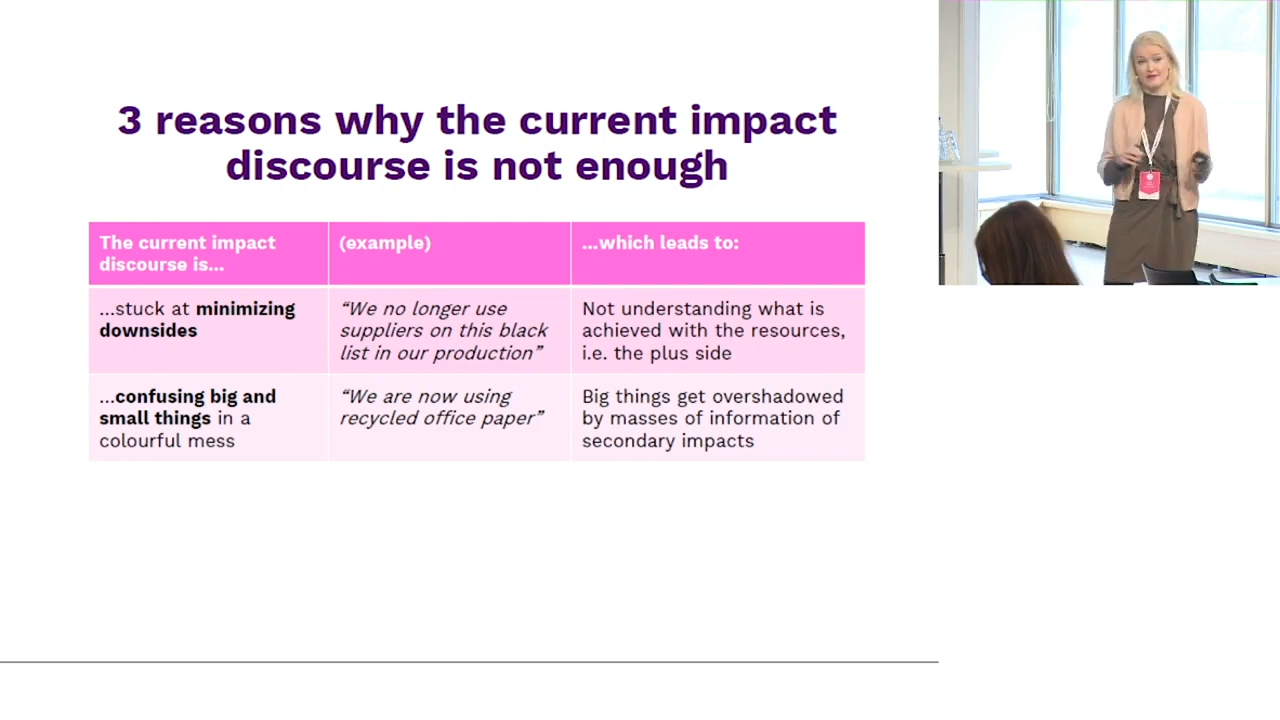 3 reasons why the current impact
discourse is not enough
The current impact
discourse is...
(example)
...which leads to:
...stuck at minimizing
downsides
“We no longer use
suppliers on this black
list in our production”
Not understanding what is
achieved with the resources,
i.e. the plus side
...confusing big and
small things in a
colourful mess
“We are now using
recycled office paper”
Big things get overshadowed
by masses of information of
secondary impacts